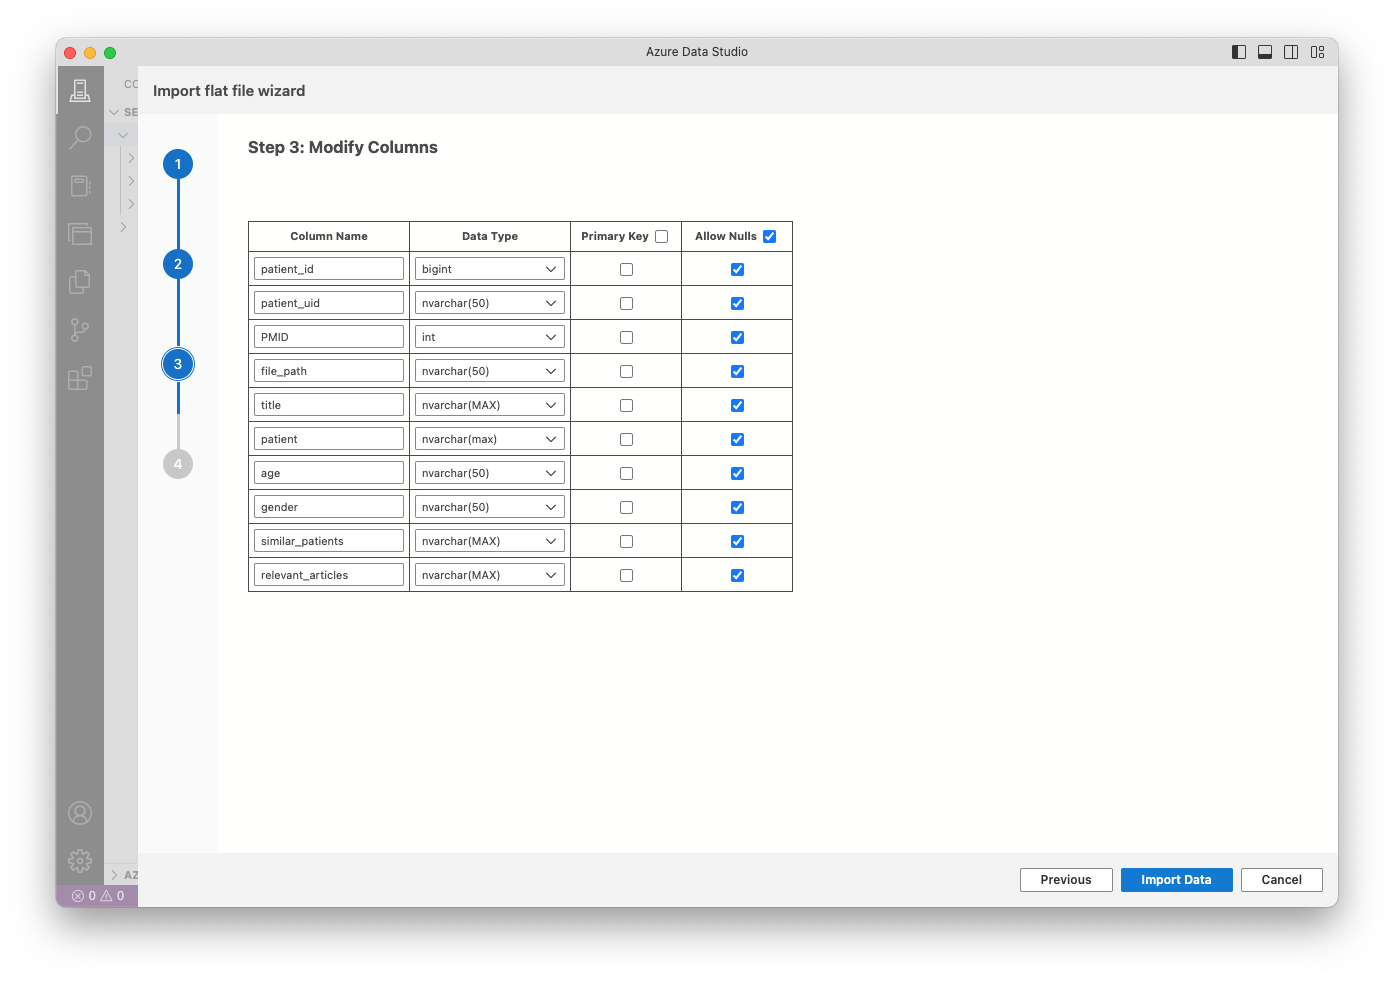 Azure Data Studio
CO
Import flat file wizard
SE
Step 3: Modify Columns
1
2
3
4
Column Name Data Type Primary Key Allow Nulls
patient_id bigint
patient_uid nvarchar(50)
PMID int
file_path nvarchar(50)
title nvarchar(MAX)
patient nvarchar(max)
age nvarchar(50)
gender nvarchar(50)
similar_patients nvarchar(MAX)
relevant_articles nvarchar(MAX)
AZ
0 0
Previous Import Data Cancel